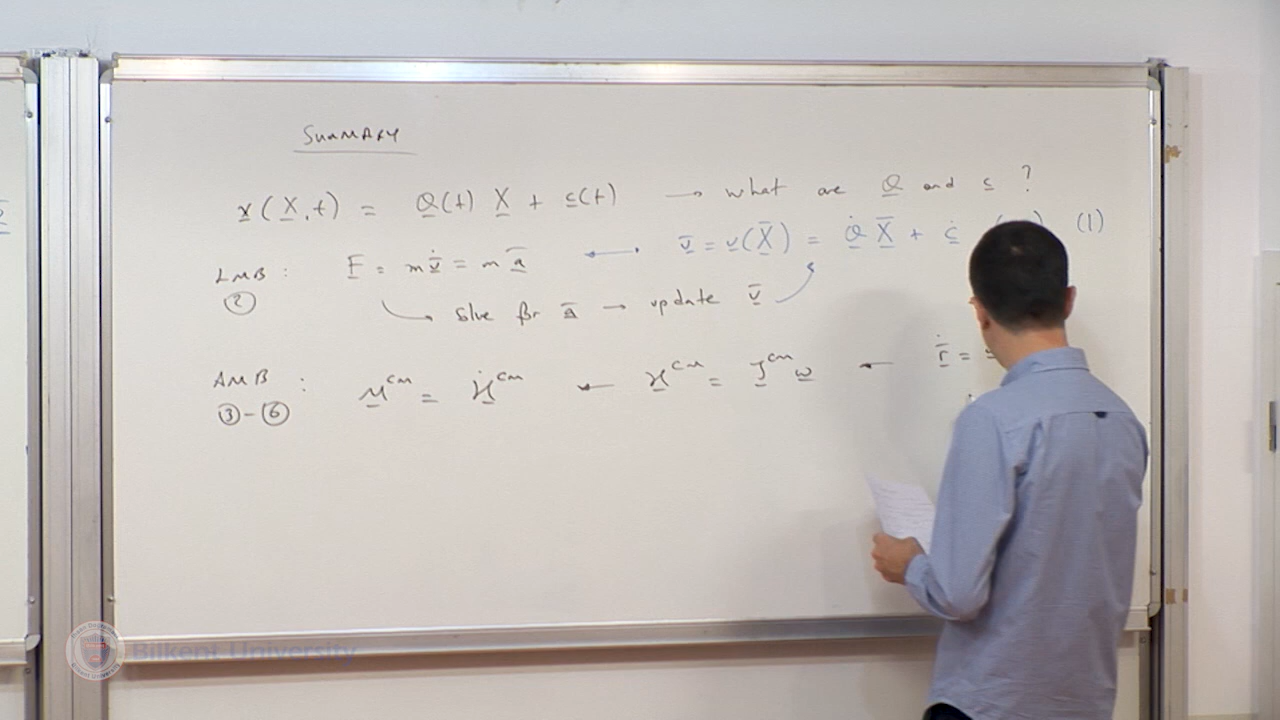 SUMMARY
x(X,t) = Q(t) X + c(t) → what are Q and c ?
LMB : F = m v̇̄ = m ā ← v̄ = v(X̄) = Q̇ X̄ + ċ (1)
②
solve for ā → update v̄
AMB : M^CM = Ḣ^CM ← H^CM = J^CM ω ← ṙ̄ =
③-⑥
Bilkent University